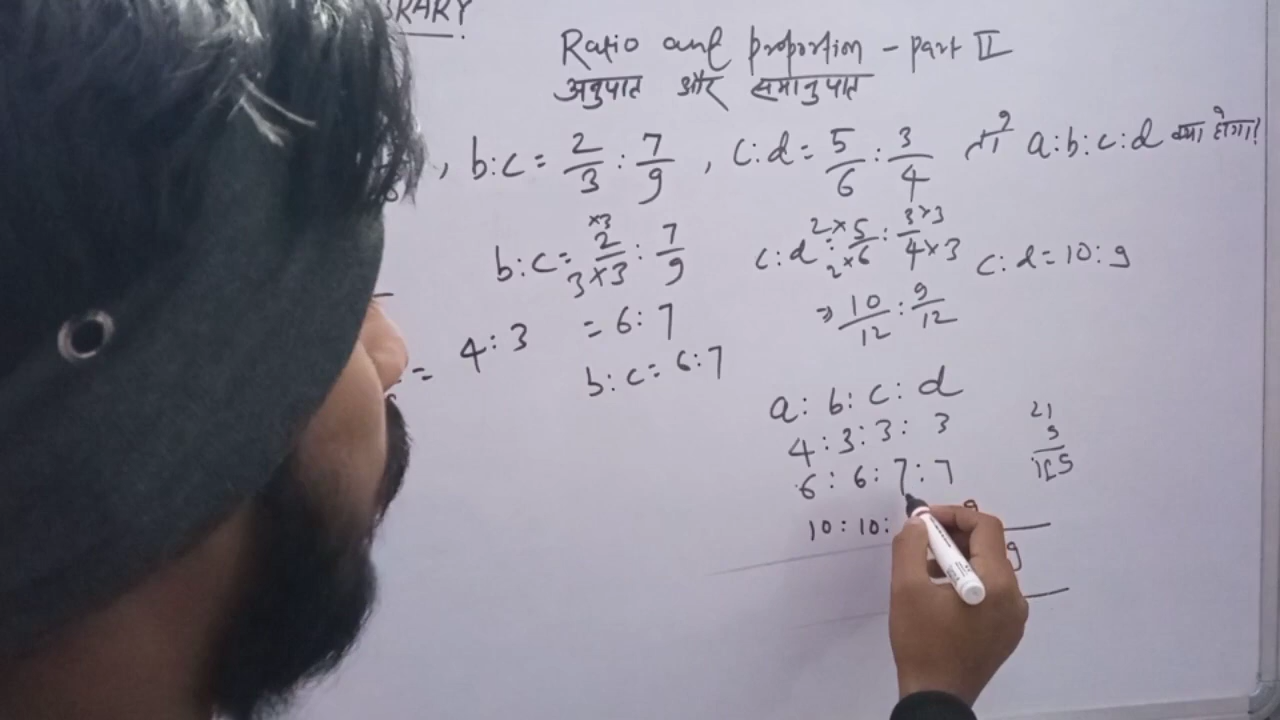 BRARY
Ratio and proportion - part II
अनुपात और समानुपात
, b:c = 2/3 : 7/9 , c:d = 5/6 : 3/4 तो a:b:c:d क्या होगा?
b:c = 2×3/3×3 : 7/9
= 6:7
b:c = 6:7
= 4:3
c:d = 2×5/2×6 : 3×3/4×3
c:d = 10:9
⇒ 10/12 : 9/12
a : b : c : d
4 : 3 : 3 : 3
6 : 6 : 7 : 7
10 : 10 :
9
21
9